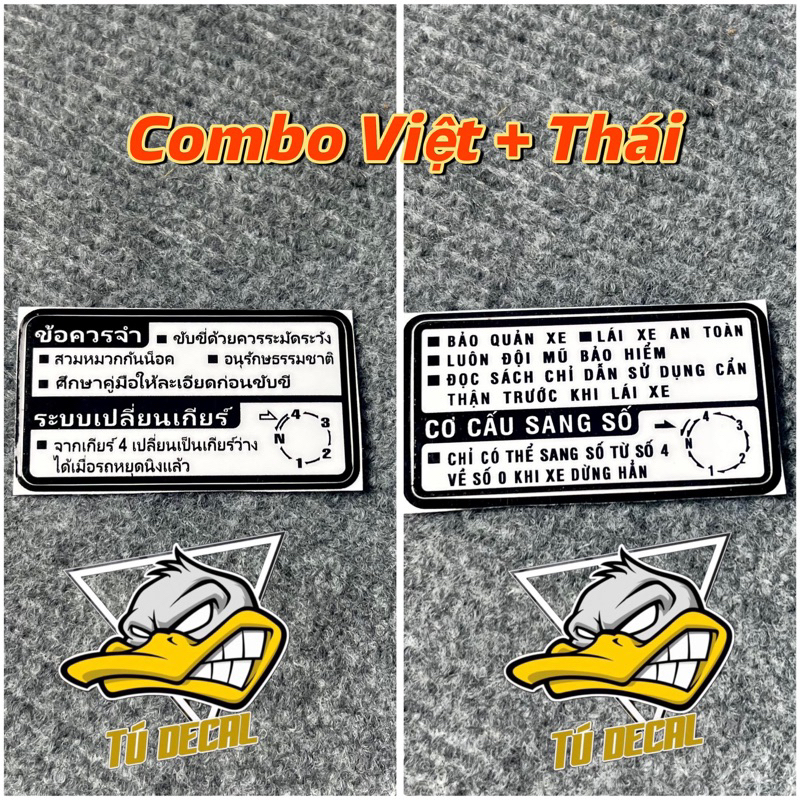 Combo Việt + Thái
ข้อควรจำ ■ ขับขี่ด้วยควรระมัดระวัง
■ สวมหมวกกันน็อค ■ อนุรักษธรรมชาติ
■ ศึกษาคู่มือให้ละเอียดก่อนขับขี่
ระบบเปลี่ยนเกียร์
■ จากเกียร์ 4 เปลี่ยนเป็นเกียร์ว่าง
ได้เมื่อรถหยุดนิ่งแล้ว
N 4 3 2 1
TÚ DECAL
■ BẢO QUẢN XE ■ LÁI XE AN TOÀN
■ LUÔN ĐỘI MŨ BẢO HIỂM
■ ĐỌC SÁCH CHỈ DẪN SỬ DỤNG CẨN
THẬN TRƯỚC KHI LÁI XE
CƠ CẤU SANG SỐ
■ CHỈ CÓ THỂ SANG SỐ TỪ SỐ 4
VỀ SỐ 0 KHI XE DỪNG HẲN
N 4 3 2 1
TÚ DECAL